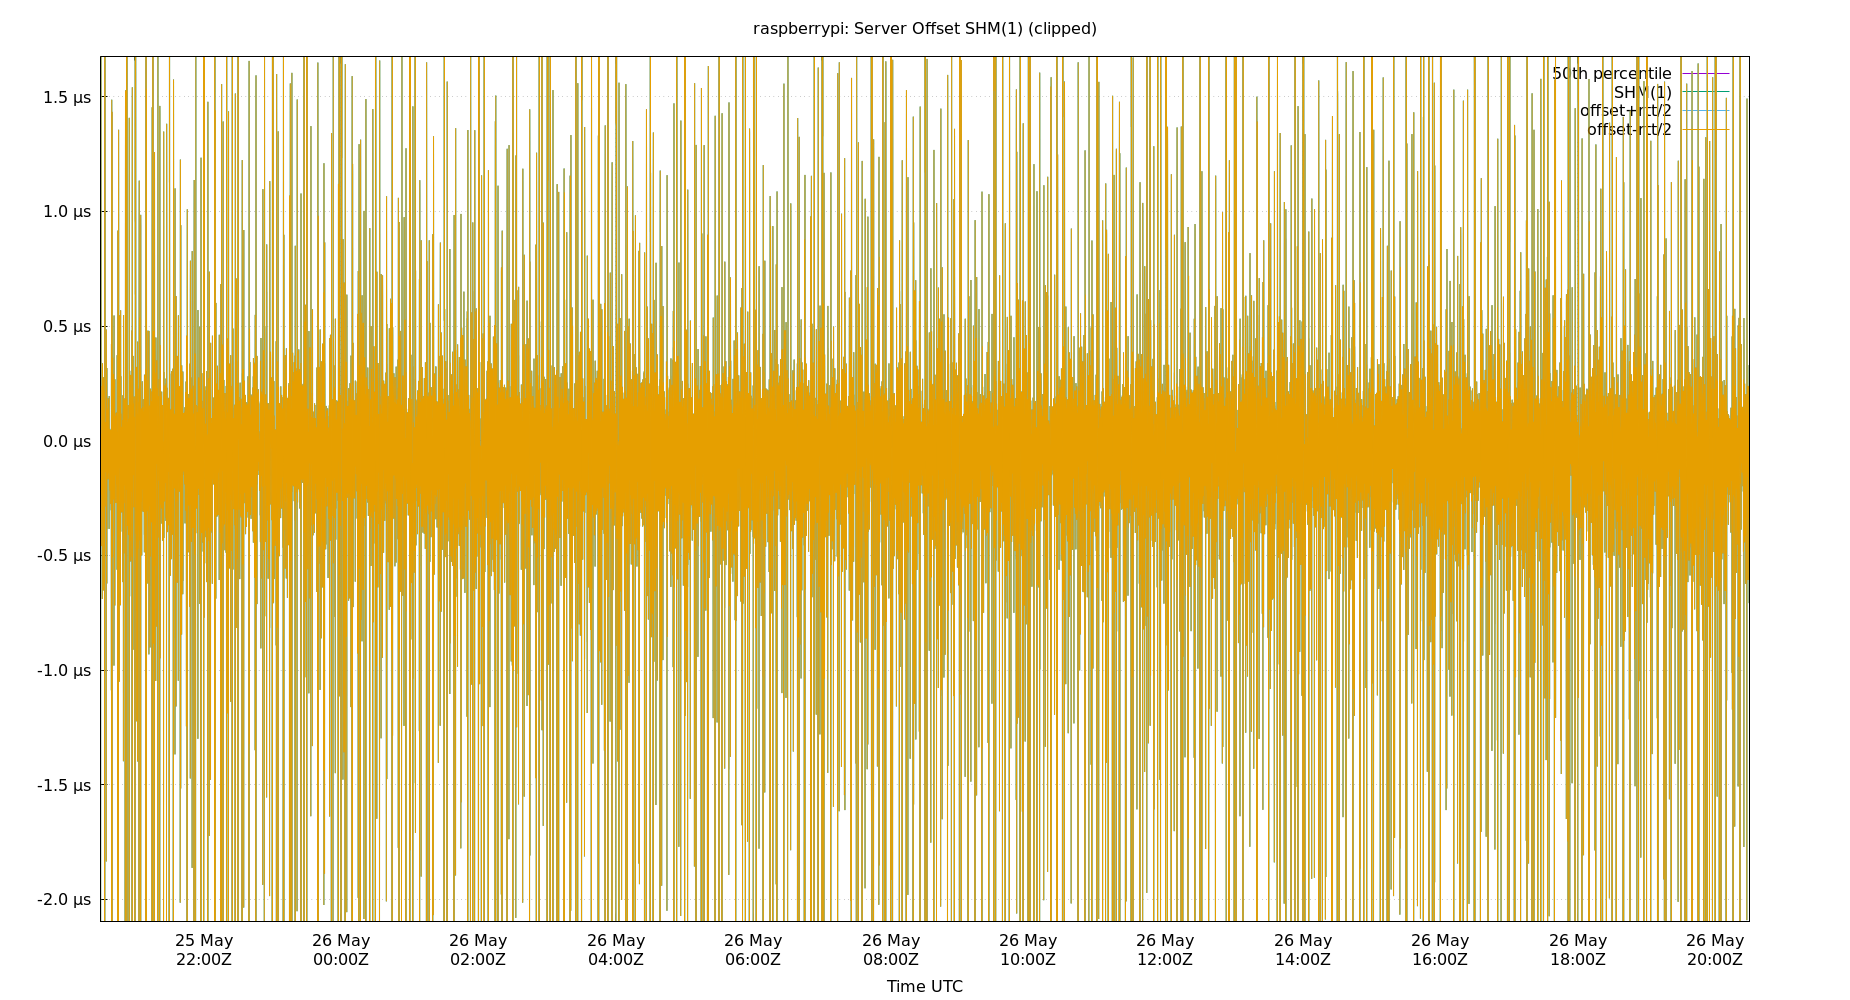 raspberrypi: Server Offset SHM(1) (clipped)
50th percentile
SHM(1)
offset+rtt/2
offset-rtt/2
1.5 µs
1.0 µs
0.5 µs
0.0 µs
-0.5 µs
-1.0 µs
-1.5 µs
-2.0 µs
25 May 26 May 26 May 26 May 26 May 26 May 26 May 26 May 26 May 26 May 26 May 26 May
22:00Z 00:00Z 02:00Z 04:00Z 06:00Z 08:00Z 10:00Z 12:00Z 14:00Z 16:00Z 18:00Z 20:00Z
Time UTC